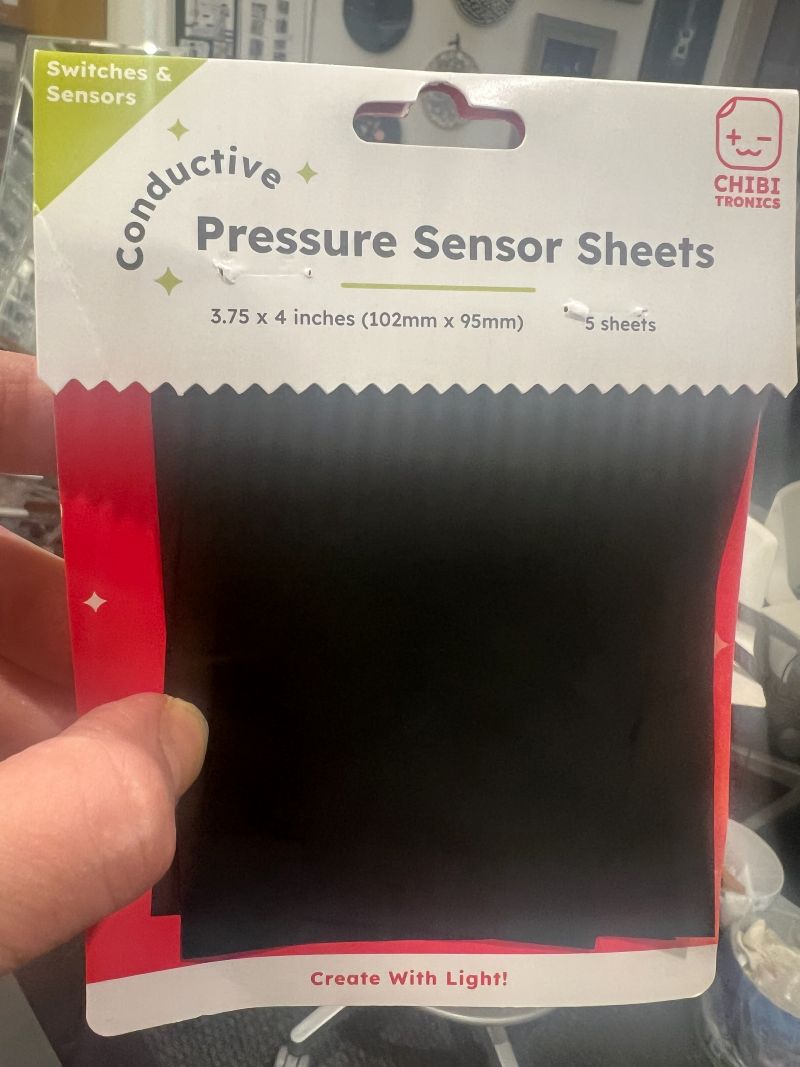 Switches &
Sensors
Conductive
Pressure Sensor Sheets
3.75 x 4 inches (102mm x 95mm)
5 sheets
CHIBI
TRONICS
Create With Light!